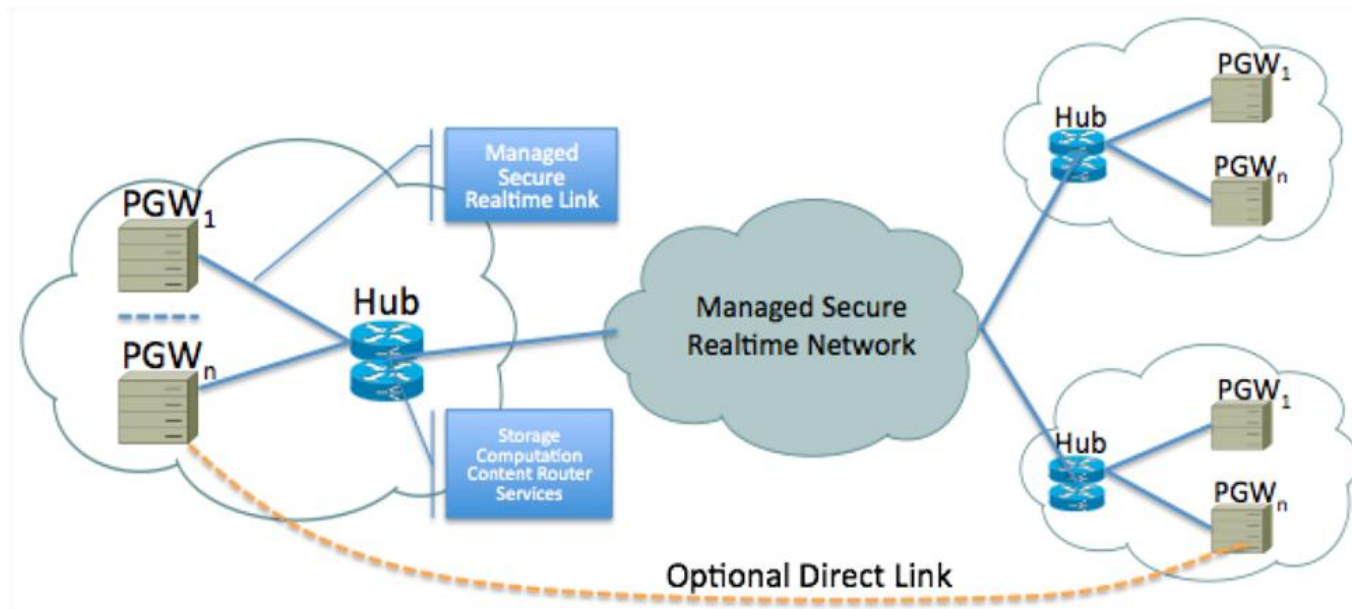 PGW1
Hub
PGWn
Managed
Secure
Realtime Link
PGW1
Hub
PGWn
Managed Secure
Realtime Network
Storage
Computation
Content Router
Services
PGW1
Hub
PGWn
Optional Direct Link